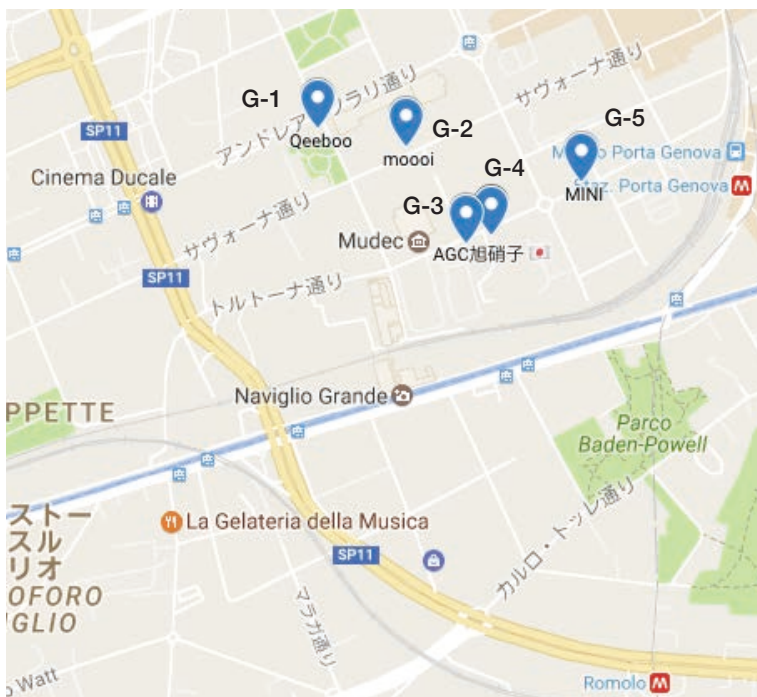 G-1
G-2
G-5
G-4
G-3
SP11
アンドレア
ソラリ通り
Qeeboo
moooi
サヴォーナ通り
Porta Genova
MINI
Porta Genova
M
Cinema Ducale
サヴォーナ通り
Mudec
AGC旭硝子
SP11
トルトーナ通り
Naviglio Grande
PPETTE
Parco
Baden-Powell
La Gelateria della Musica
SP11
カルロ・トッレ通り
スト―
スル
リオ
OFORO
IGLIO
マラガ通り
Watt
Romolo
M